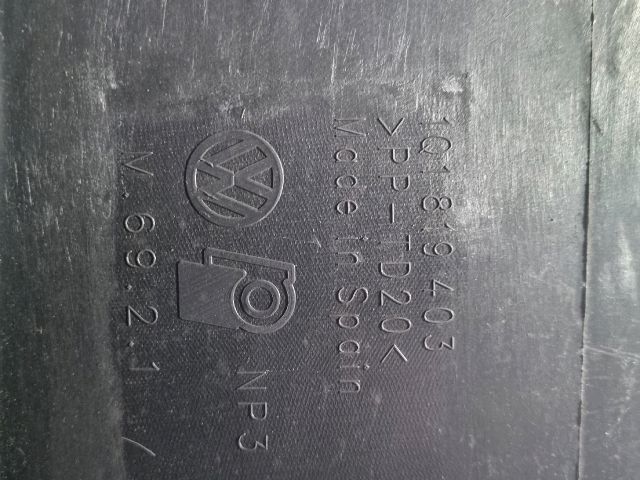 1Q1 819 403
>PP-TD20<
Made in Spain
NP3
V.69.2.1